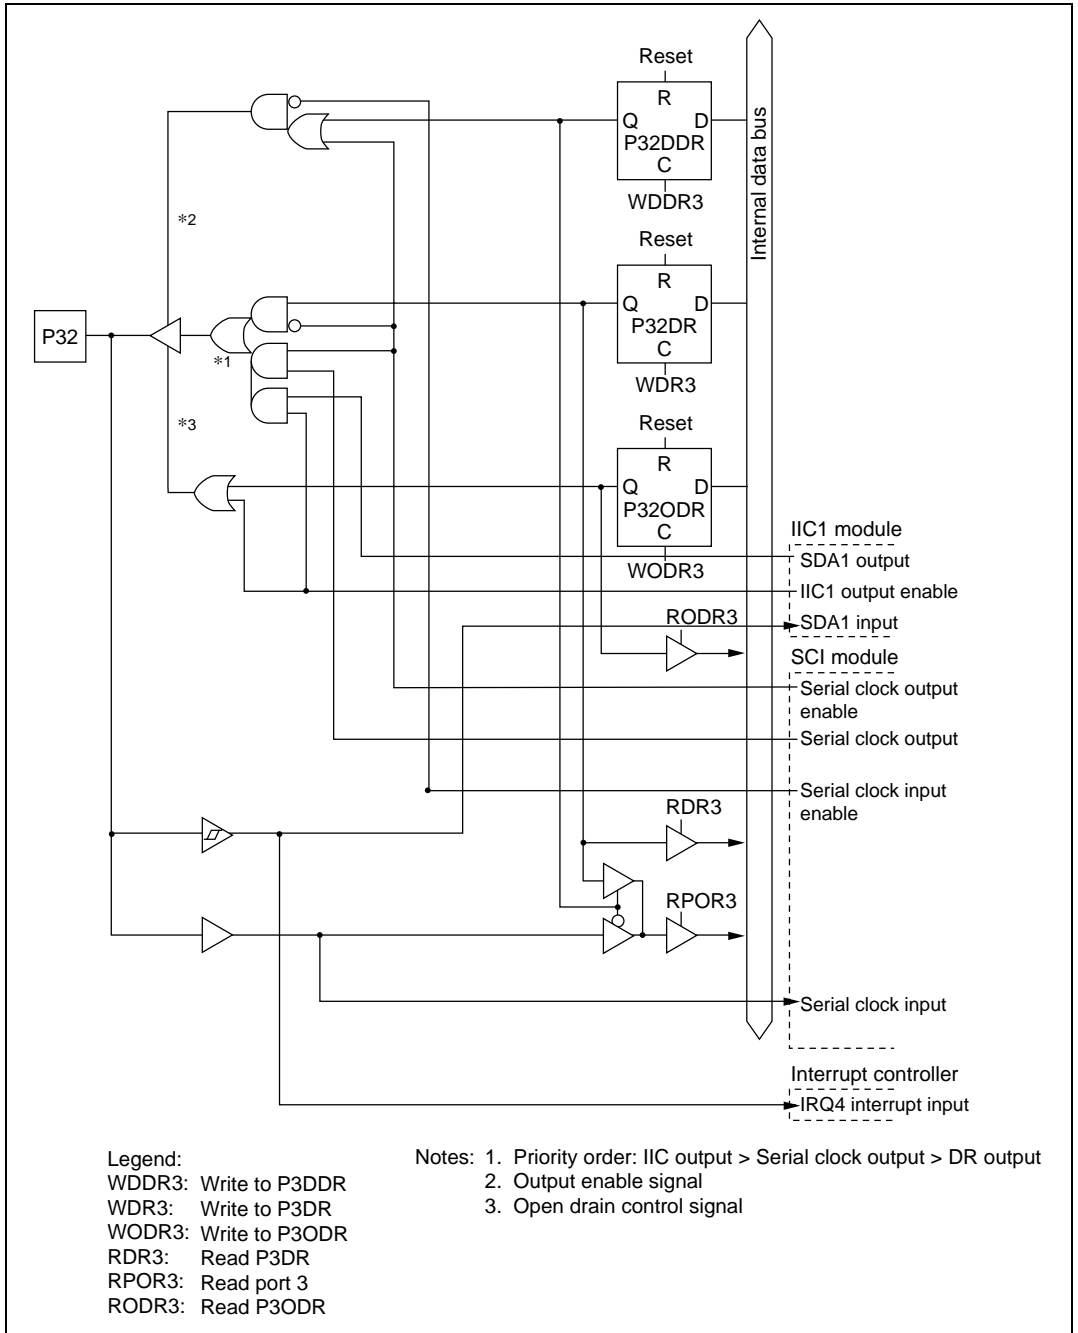 Reset
R
Q D
P32DDR
C
WDDR3
Internal data bus
*2
Reset
R
Q D
P32DR
C
WDR3
P32
*1
*3
Reset
R
Q D
P32ODR
C
WODR3
IIC1 module
SDA1 output
IIC1 output enable
SDA1 input
RODR3
SCI module
Serial clock output
enable
Serial clock output
Serial clock input
enable
RDR3
RPOR3
Serial clock input
Interrupt controller
IRQ4 interrupt input
Legend:
WDDR3: Write to P3DDR
WDR3: Write to P3DR
WODR3: Write to P3ODR
RDR3: Read P3DR
RPOR3: Read port 3
RODR3: Read P3ODR
Notes: 1. Priority order: IIC output > Serial clock output > DR output
2. Output enable signal
3. Open drain control signal